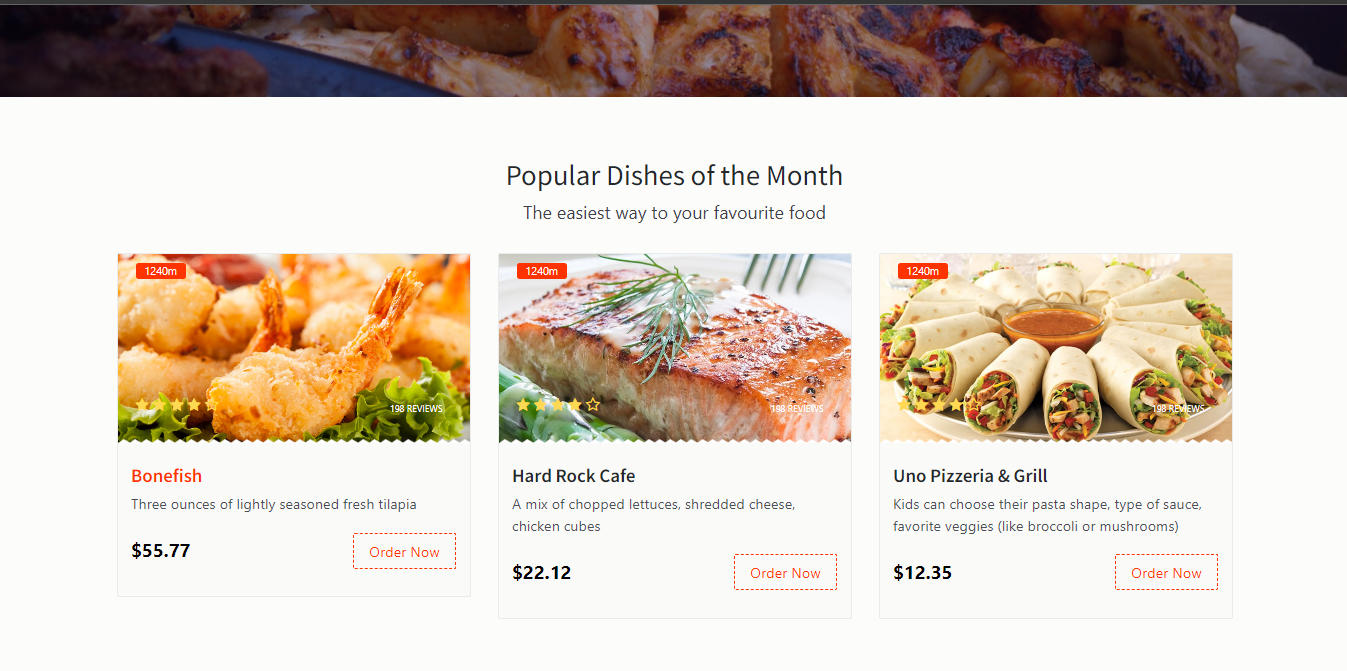 Popular Dishes of the Month
The easiest way to your favourite food
1240m
198 REVIEWS
Bonefish
Three ounces of lightly seasoned fresh tilapia
$55.77
Order Now
1240m
198 REVIEWS
Hard Rock Cafe
A mix of chopped lettuces, shredded cheese,
chicken cubes
$22.12
Order Now
1240m
198 REVIEWS
Uno Pizzeria & Grill
Kids can choose their pasta shape, type of sauce,
favorite veggies (like broccoli or mushrooms)
$12.35
Order Now